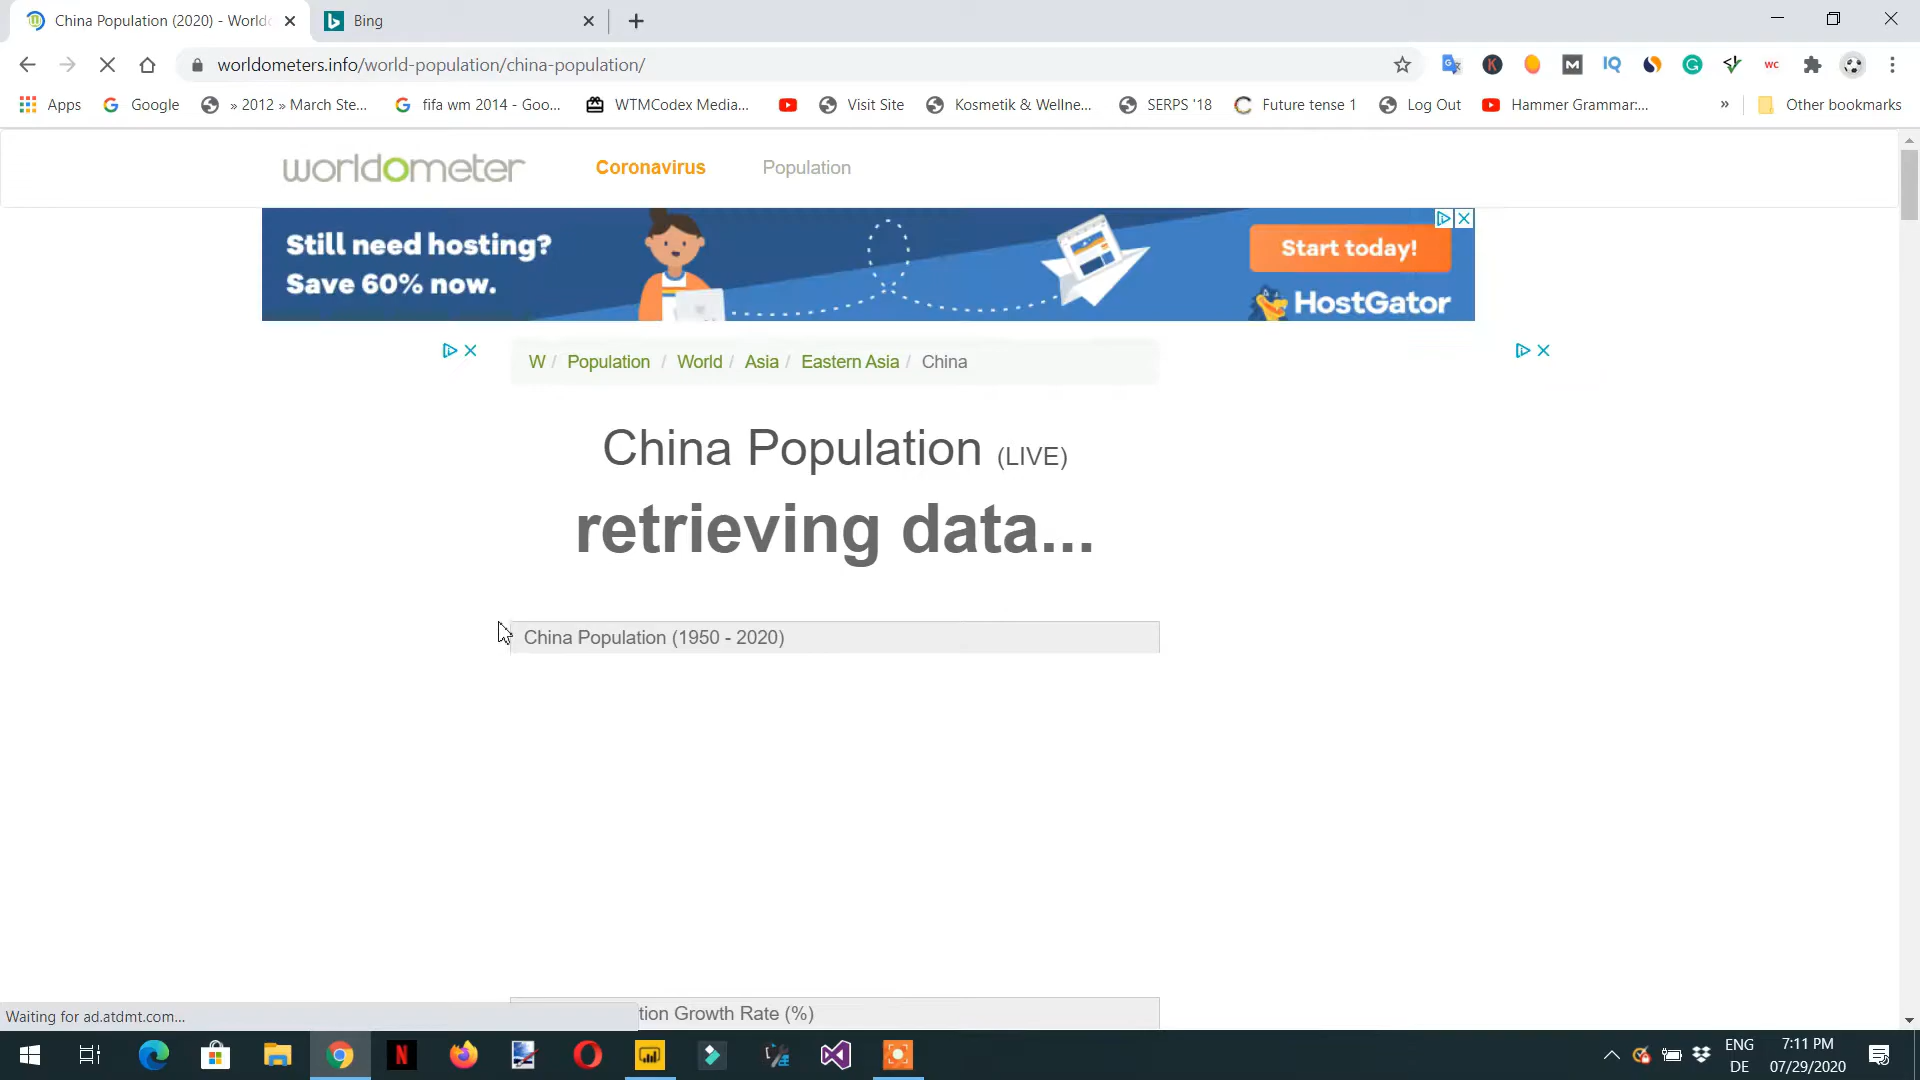 China Population (2020) - World
Bing
worldometers.info/world-population/china-population/
Apps
Google
» 2012 » March Ste...
fifa wm 2014 - Goo...
WTMCodex Media...
Visit Site
Kosmetik & Wellne...
SERPS '18
Future tense 1
Log Out
Hammer Grammar:...
»
Other bookmarks
worldometer
Coronavirus
Population
Still need hosting?
Save 60% now.
Start today!
HostGator
W / Population / World / Asia / Eastern Asia / China
China Population (LIVE)
retrieving data...
China Population (1950 - 2020)
tion Growth Rate (%)
Waiting for ad.atdmt.com...
ENG
DE
7:11 PM
07/29/2020